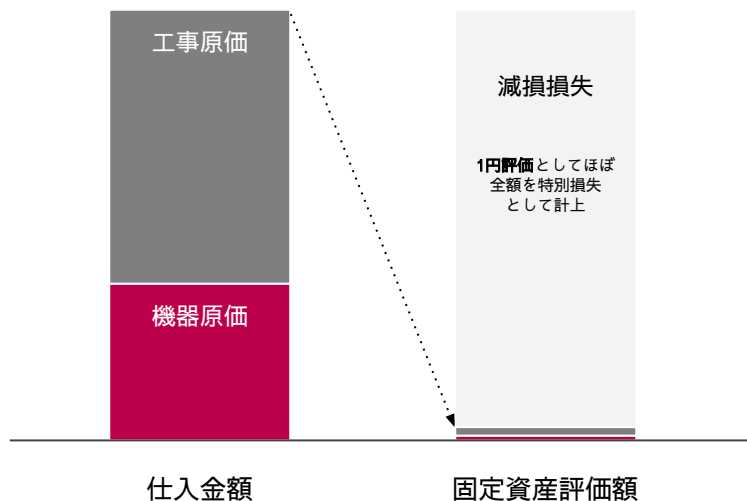 工事原価
機器原価
減損損失
1円評価としてほぼ
全額を特別損失
として計上
仕入金額
固定資産評価額